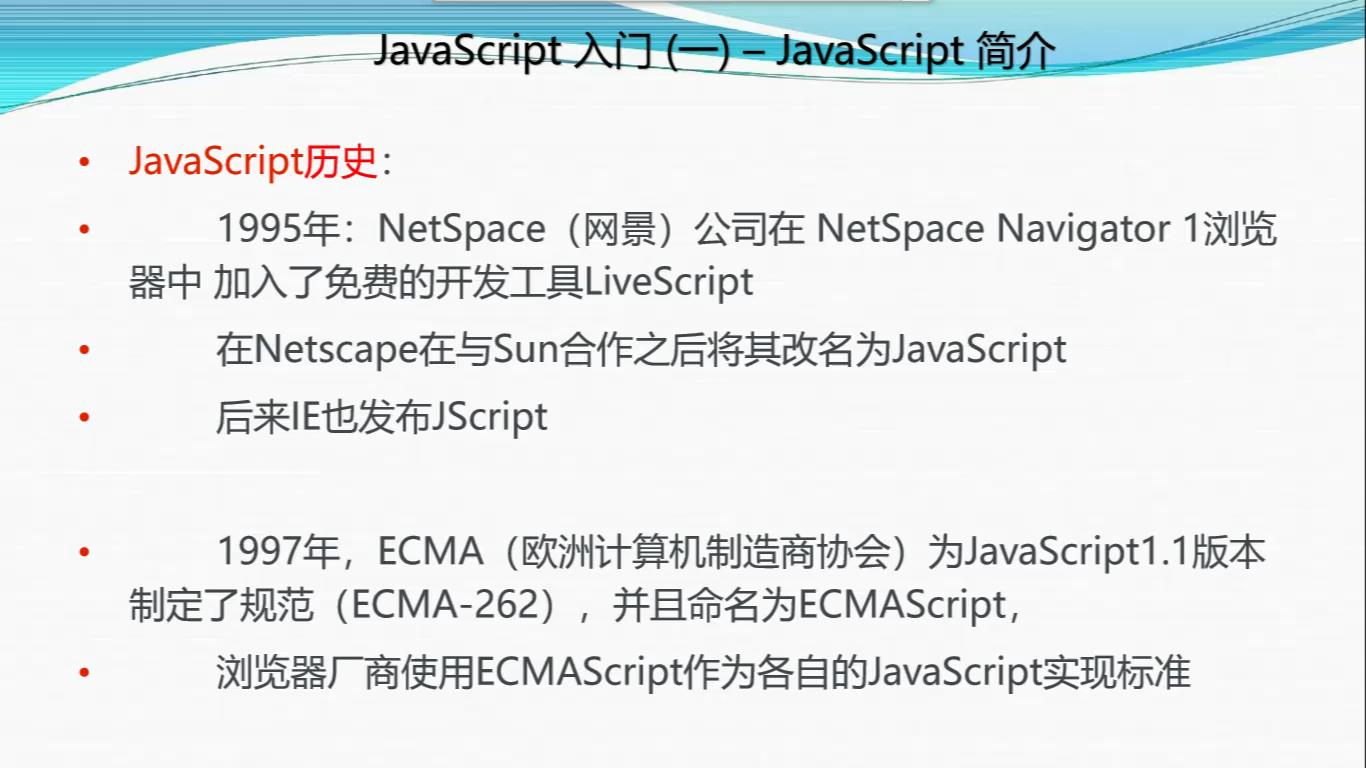 JavaScript 入门 (一) – JavaScript 简介
• JavaScript历史：
• 1995年：NetSpace（网景）公司在 NetSpace Navigator 1浏览
器中 加入了免费的开发工具LiveScript
• 在Netscape在与Sun合作之后将其改名为JavaScript
• 后来IE也发布JScript
• 1997年，ECMA（欧洲计算机制造商协会）为JavaScript1.1版本
制定了规范（ECMA-262），并且命名为ECMAScript，
• 浏览器厂商使用ECMAScript作为各自的JavaScript实现标准